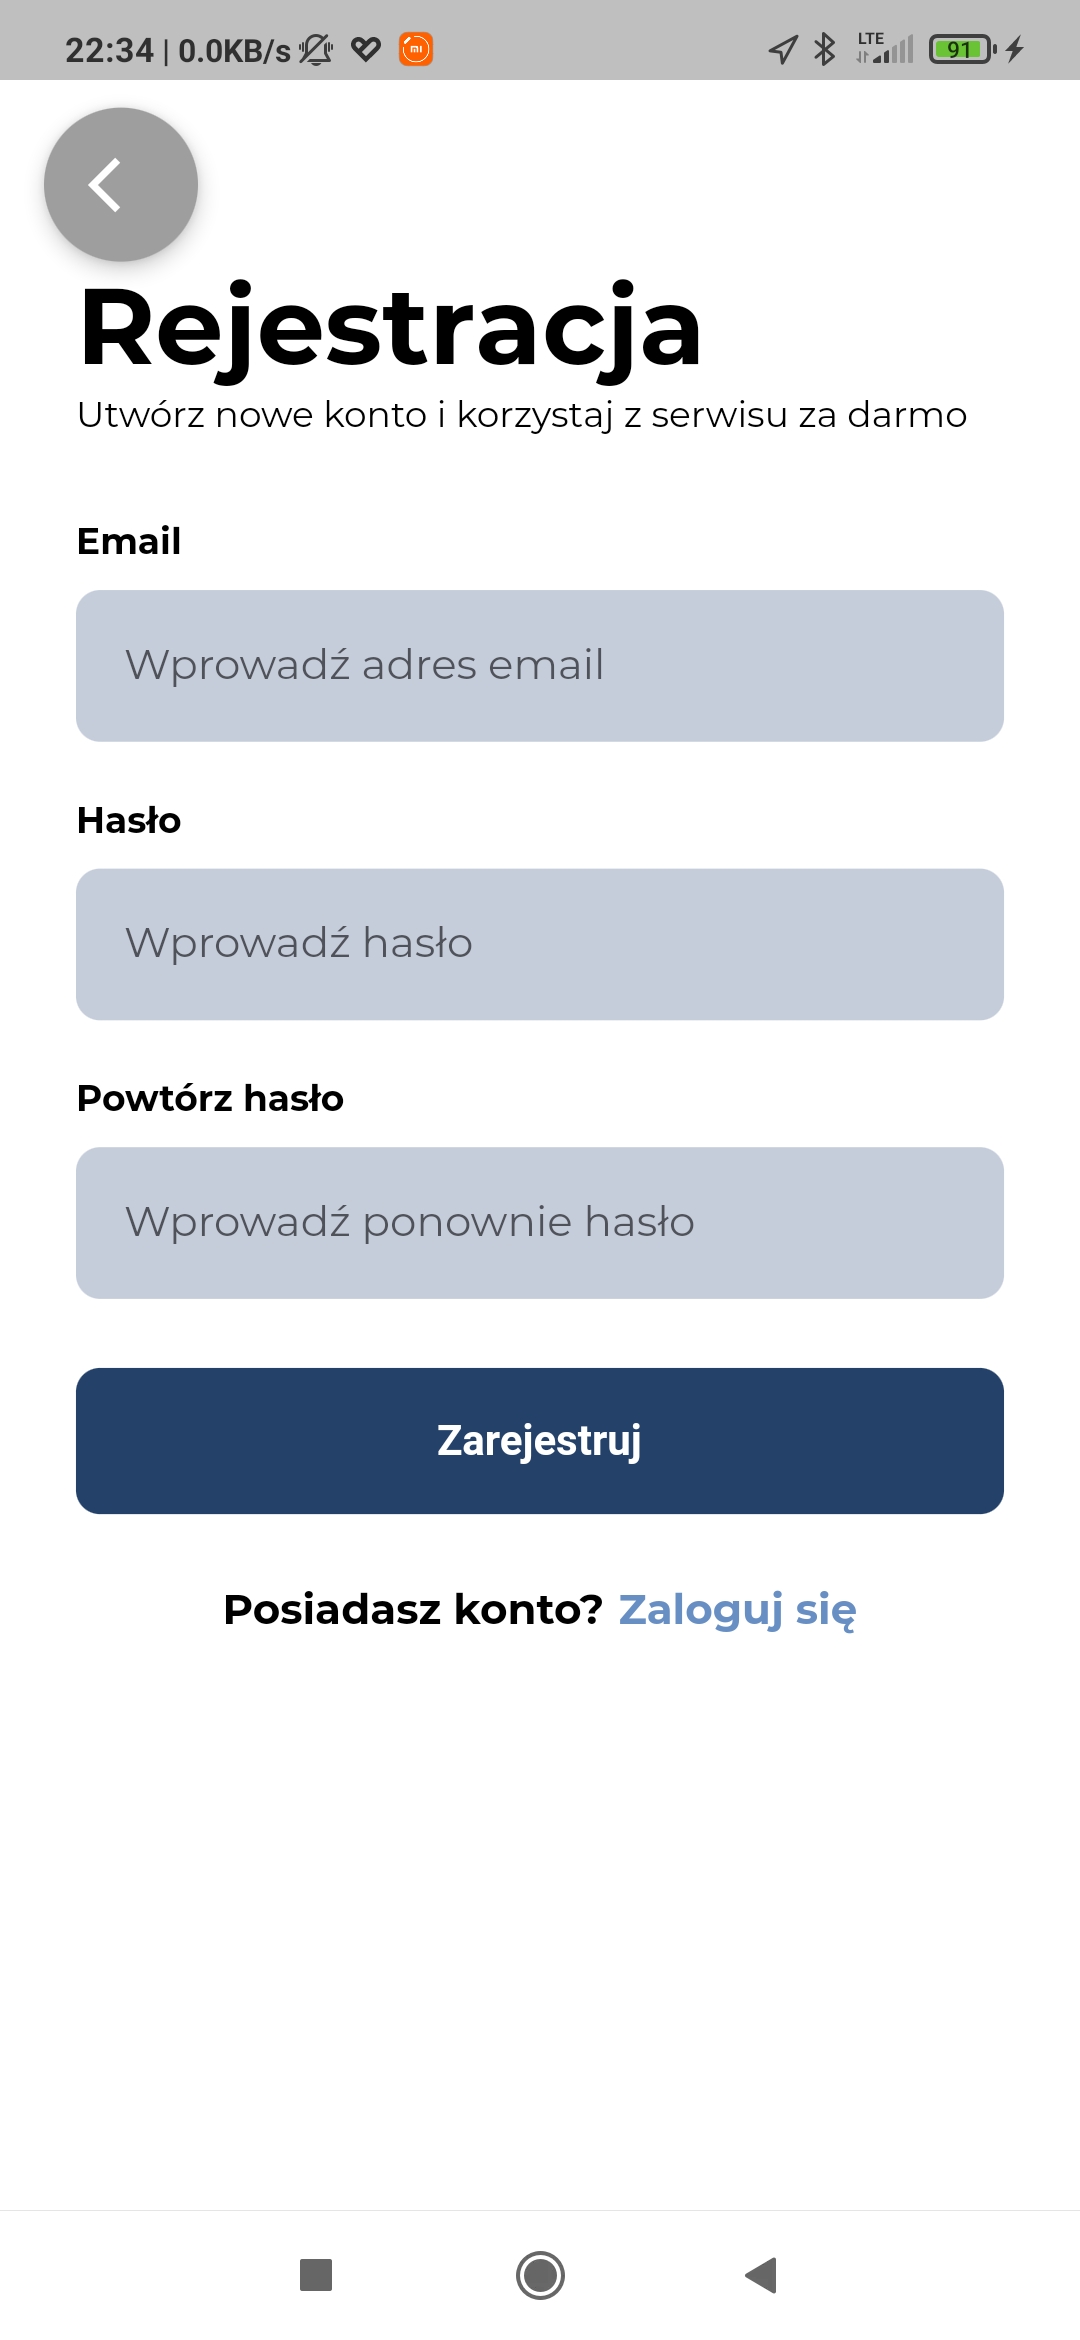 22:34 | 0.0KB/s LTE 91
Rejestracja
Utwórz nowe konto i korzystaj z serwisu za darmo
Email
Wprowadź adres email
Hasło
Wprowadź hasło
Powtórz hasło
Wprowadź ponownie hasło
Zarejestruj
Posiadasz konto? Zaloguj się